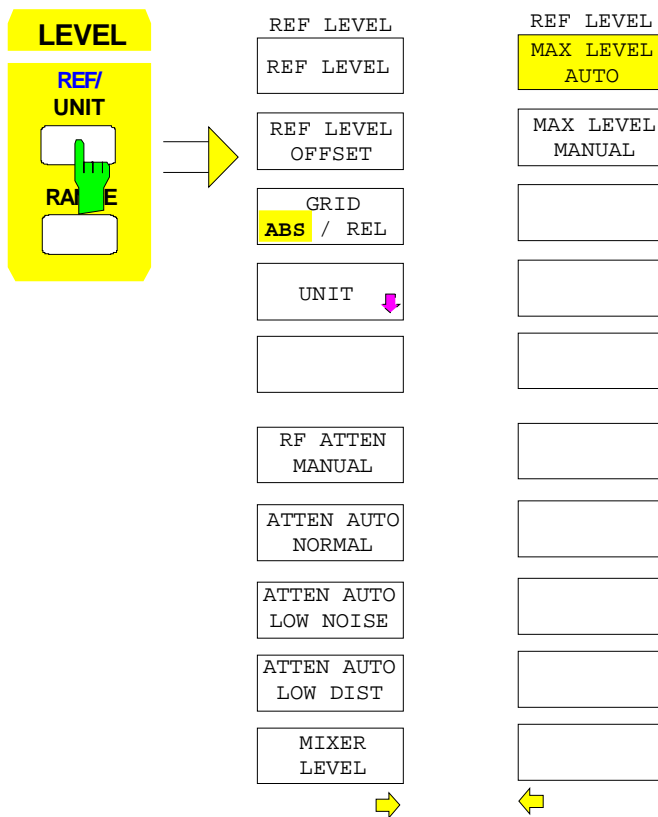 LEVEL
REF/
UNIT
REF LEVEL
REF LEVEL
REF LEVEL
OFFSET
GRID
ABS / REL
UNIT
RF ATTEN
MANUAL
ATTEN AUTO
NORMAL
ATTEN AUTO
LOW NOISE
ATTEN AUTO
LOW DIST
MIXER
LEVEL
REF LEVEL
MAX LEVEL
AUTO
MAX LEVEL
MANUAL